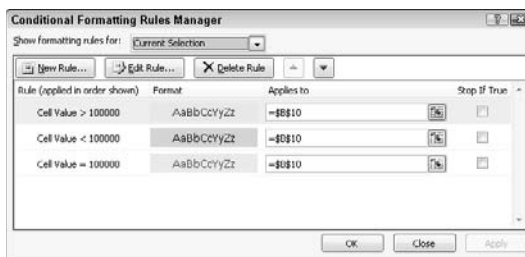 Conditional Formatting Rules Manager
Show formatting rules for: Current Selection
New Rule... Edit Rule... Delete Rule
Rule (applied in order shown) Format Applies to Stop If True
Cell Value > 100000 AaBbCcYyZz =$B$10
Cell Value < 100000 AaBbCcYyZz =$B$10
Cell Value = 100000 AaBbCcYyZz =$B$10
OK Close Apply